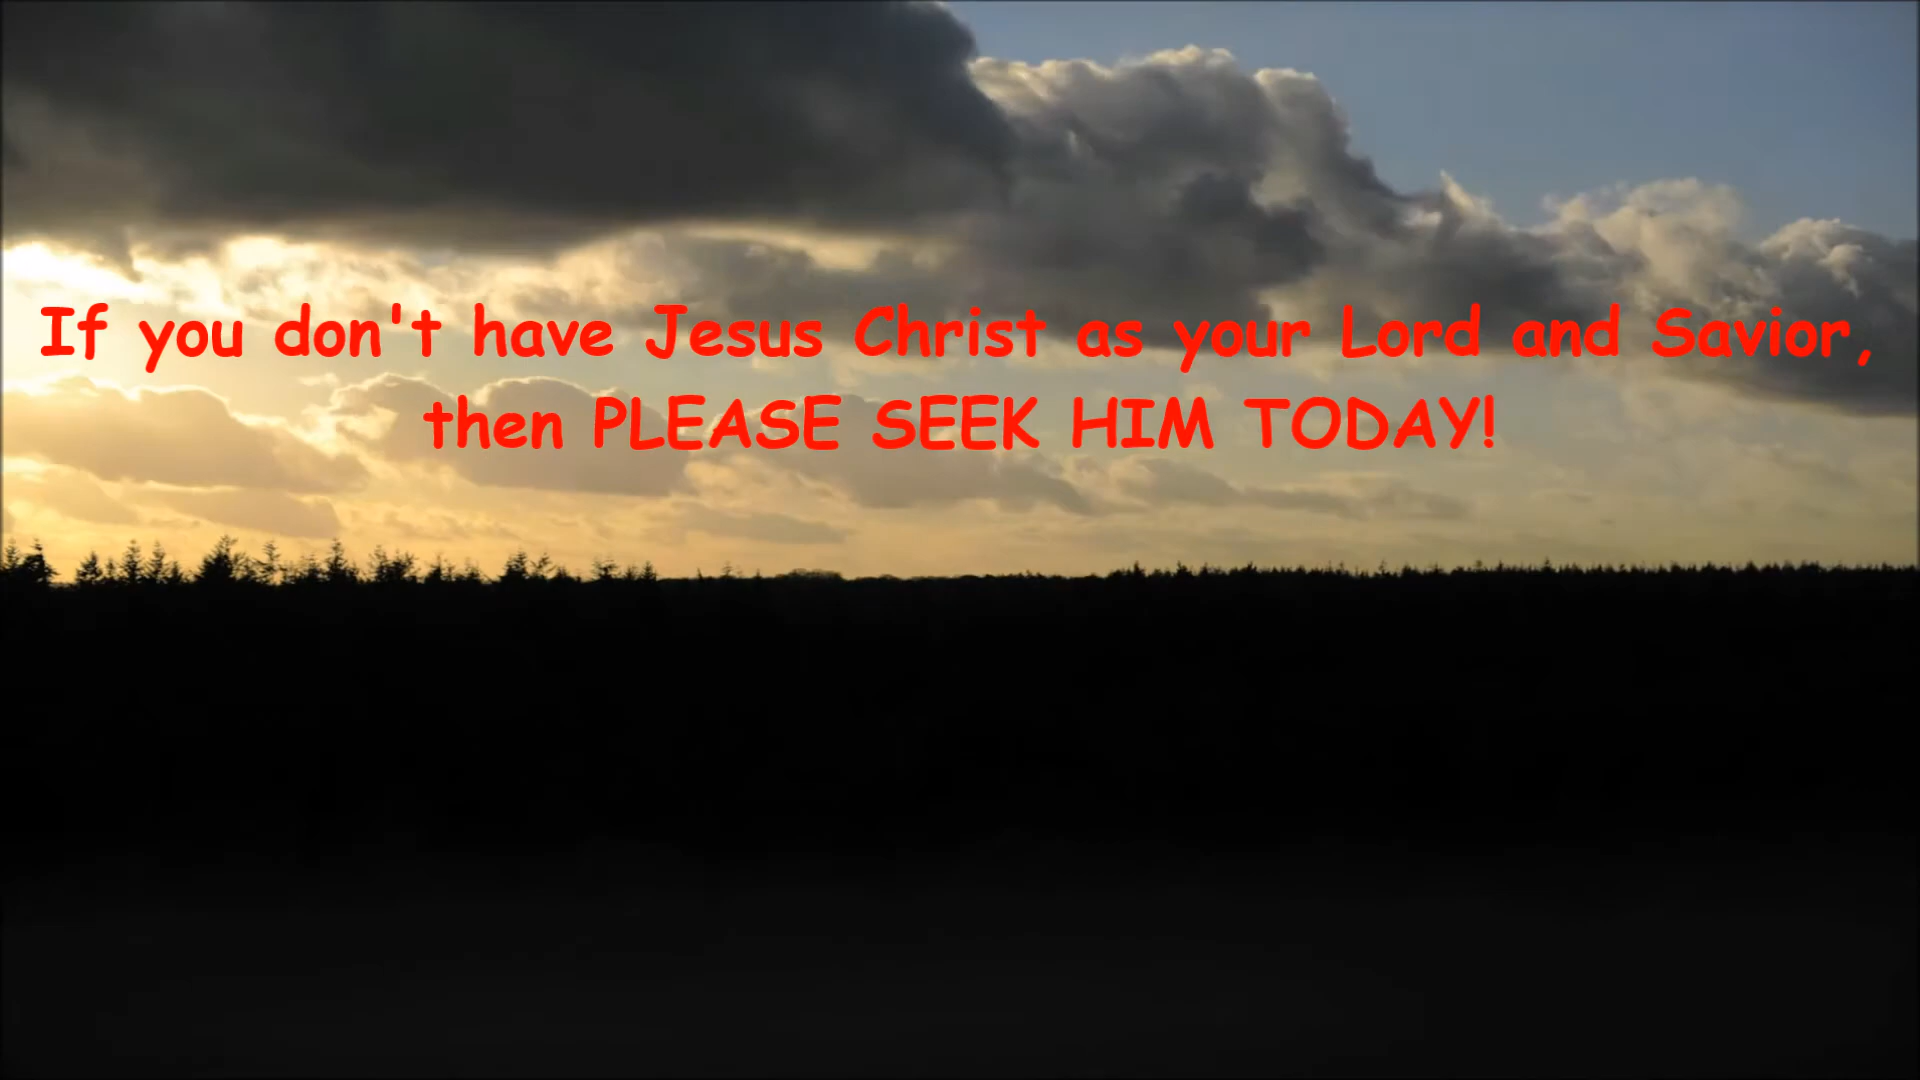 If you don't have Jesus Christ as your Lord and Savior,
then PLEASE SEEK HIM TODAY!